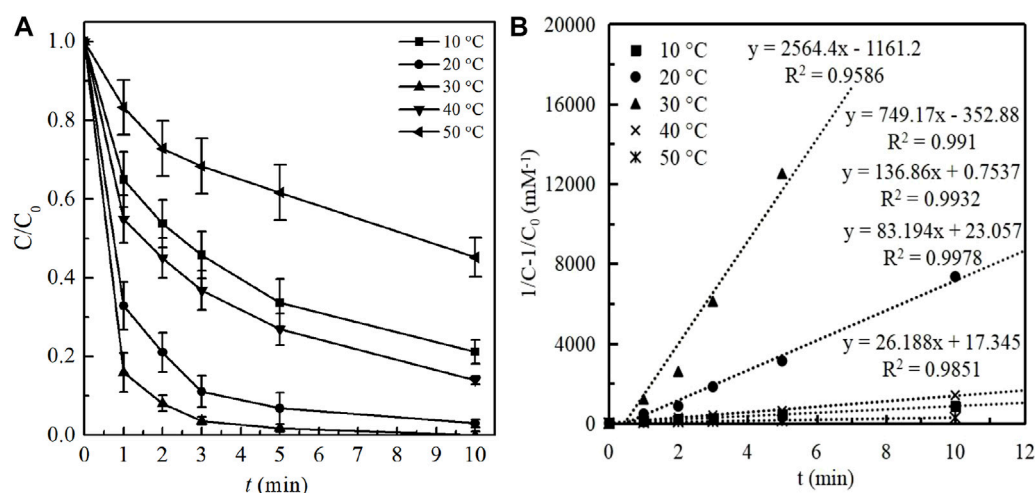 A
1.0
0.8
0.6
0.4
0.2
0.0
C/C₀
10 °C
20 °C
30 °C
40 °C
50 °C
0 1 2 3 4 5 6 7 8 9 10
t (min)
B
20000
16000
12000
8000
4000
0
1/C-1/C₀ (mM⁻¹)
10 °C
20 °C
30 °C
40 °C
50 °C
y = 2564.4x - 1161.2
R² = 0.9586
y = 749.17x - 352.88
R² = 0.991
y = 136.86x + 0.7537
R² = 0.9932
y = 83.194x + 23.057
R² = 0.9978
y = 26.188x + 17.345
R² = 0.9851
0 2 4 6 8 10 12
t (min)